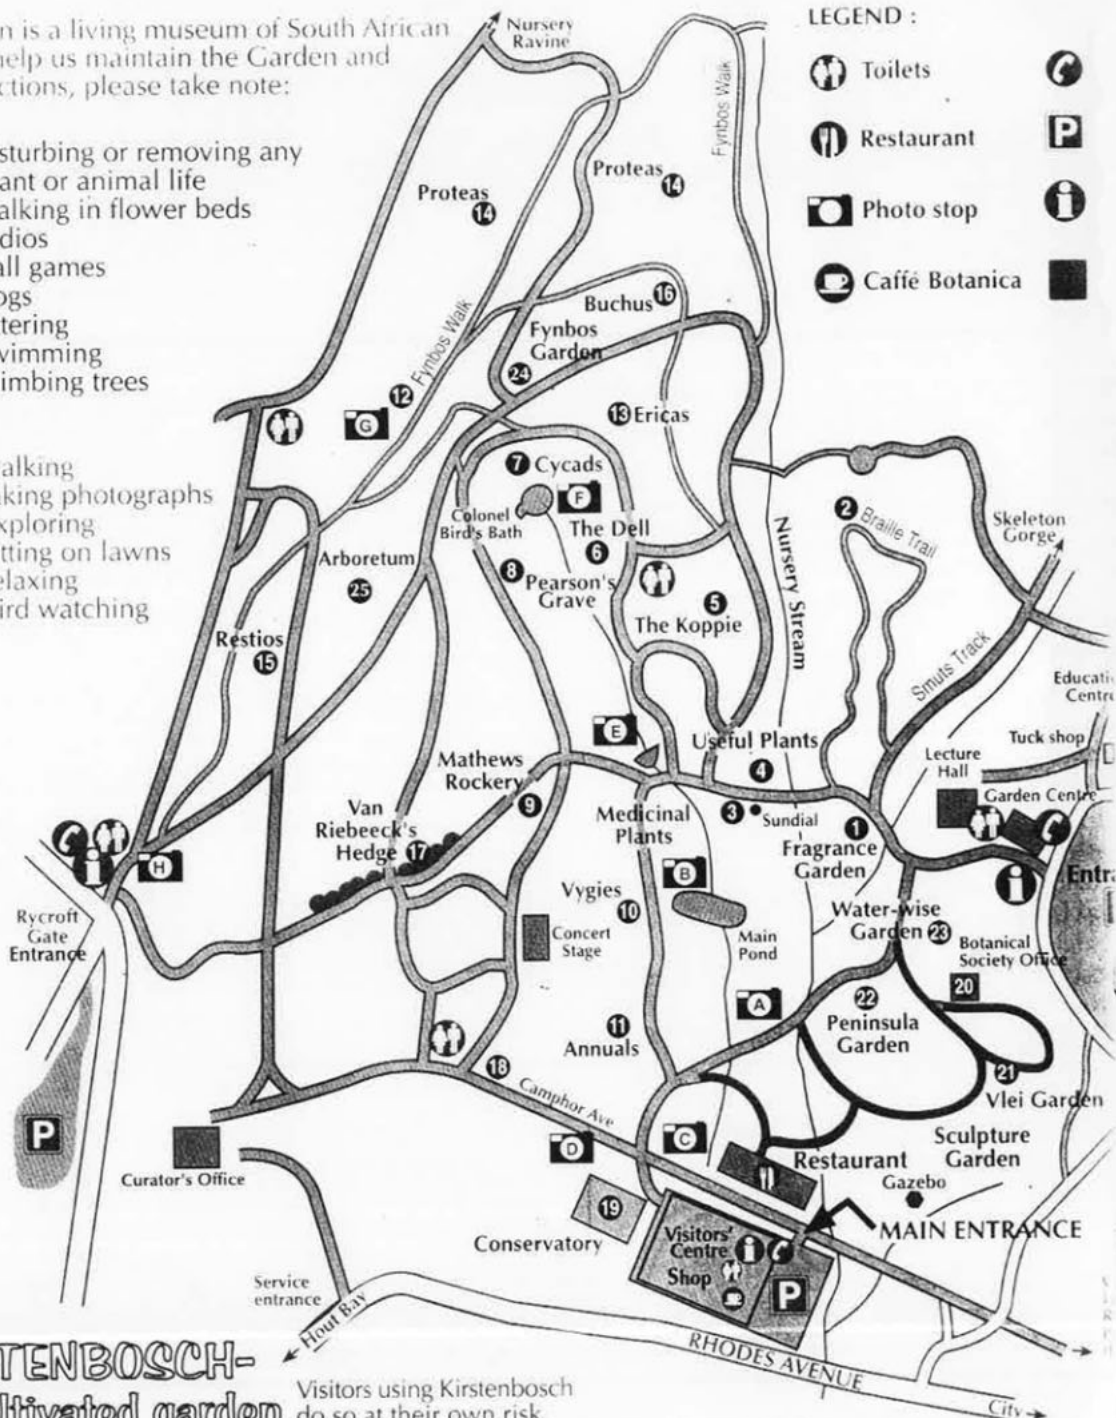 n is a living museum of South African
help us maintain the Garden and
ctions, please take note:
sturbing or removing any
ant or animal life
alking in flower beds
dios
all games
ogs
ttering
vimming
imbing trees
alking
aking photographs
xploring
tting on lawns
elaxing
ird watching
LEGEND :
Toilets
Restaurant
P
Photo stop
i
Caffé Botanica
Nursery
Ravine
Fynbos Walk
Proteas
14
Proteas
14
Buchus 16
Fynbos
Garden
24
Fynbos Walk
12
G
13 Ericas
7 Cycads
F
Colonel
Bird's Bath
The Dell
6
2 Braille Trail
Skeleton
Gorge
Nursery Stream
Arboretum
25
8
Pearson's
Grave
5
The Koppie
Restios
15
Smuts Track
Educati
Centre
E
Useful Plants
4
Tuck shop
Lecture
Hall
Mathews
Rockery
9
Garden Centre
Van
Riebeeck's
Hedge 17
Medicinal
Plants
3
Sundial
1
Fragrance
Garden
i
H
B
i
Entra
Vygies
10
Rycroft
Gate
Entrance
Water-wise
Garden 23
Concert
Stage
Main
Pond
Botanical
Society Office
20
A
22
Peninsula
Garden
11
Annuals
18
Camphor Ave
21
Vlei Garden
P
D
C
Sculpture
Garden
Curator's Office
Restaurant
Gazebo
19
Conservatory
Visitors'
Centre i
Shop
P
MAIN ENTRANCE
Service
entrance
Hout Bay
RHODES AVENUE
City
TENBOSCH-
ltivated garden
Visitors using Kirstenbosch
do so at their own risk